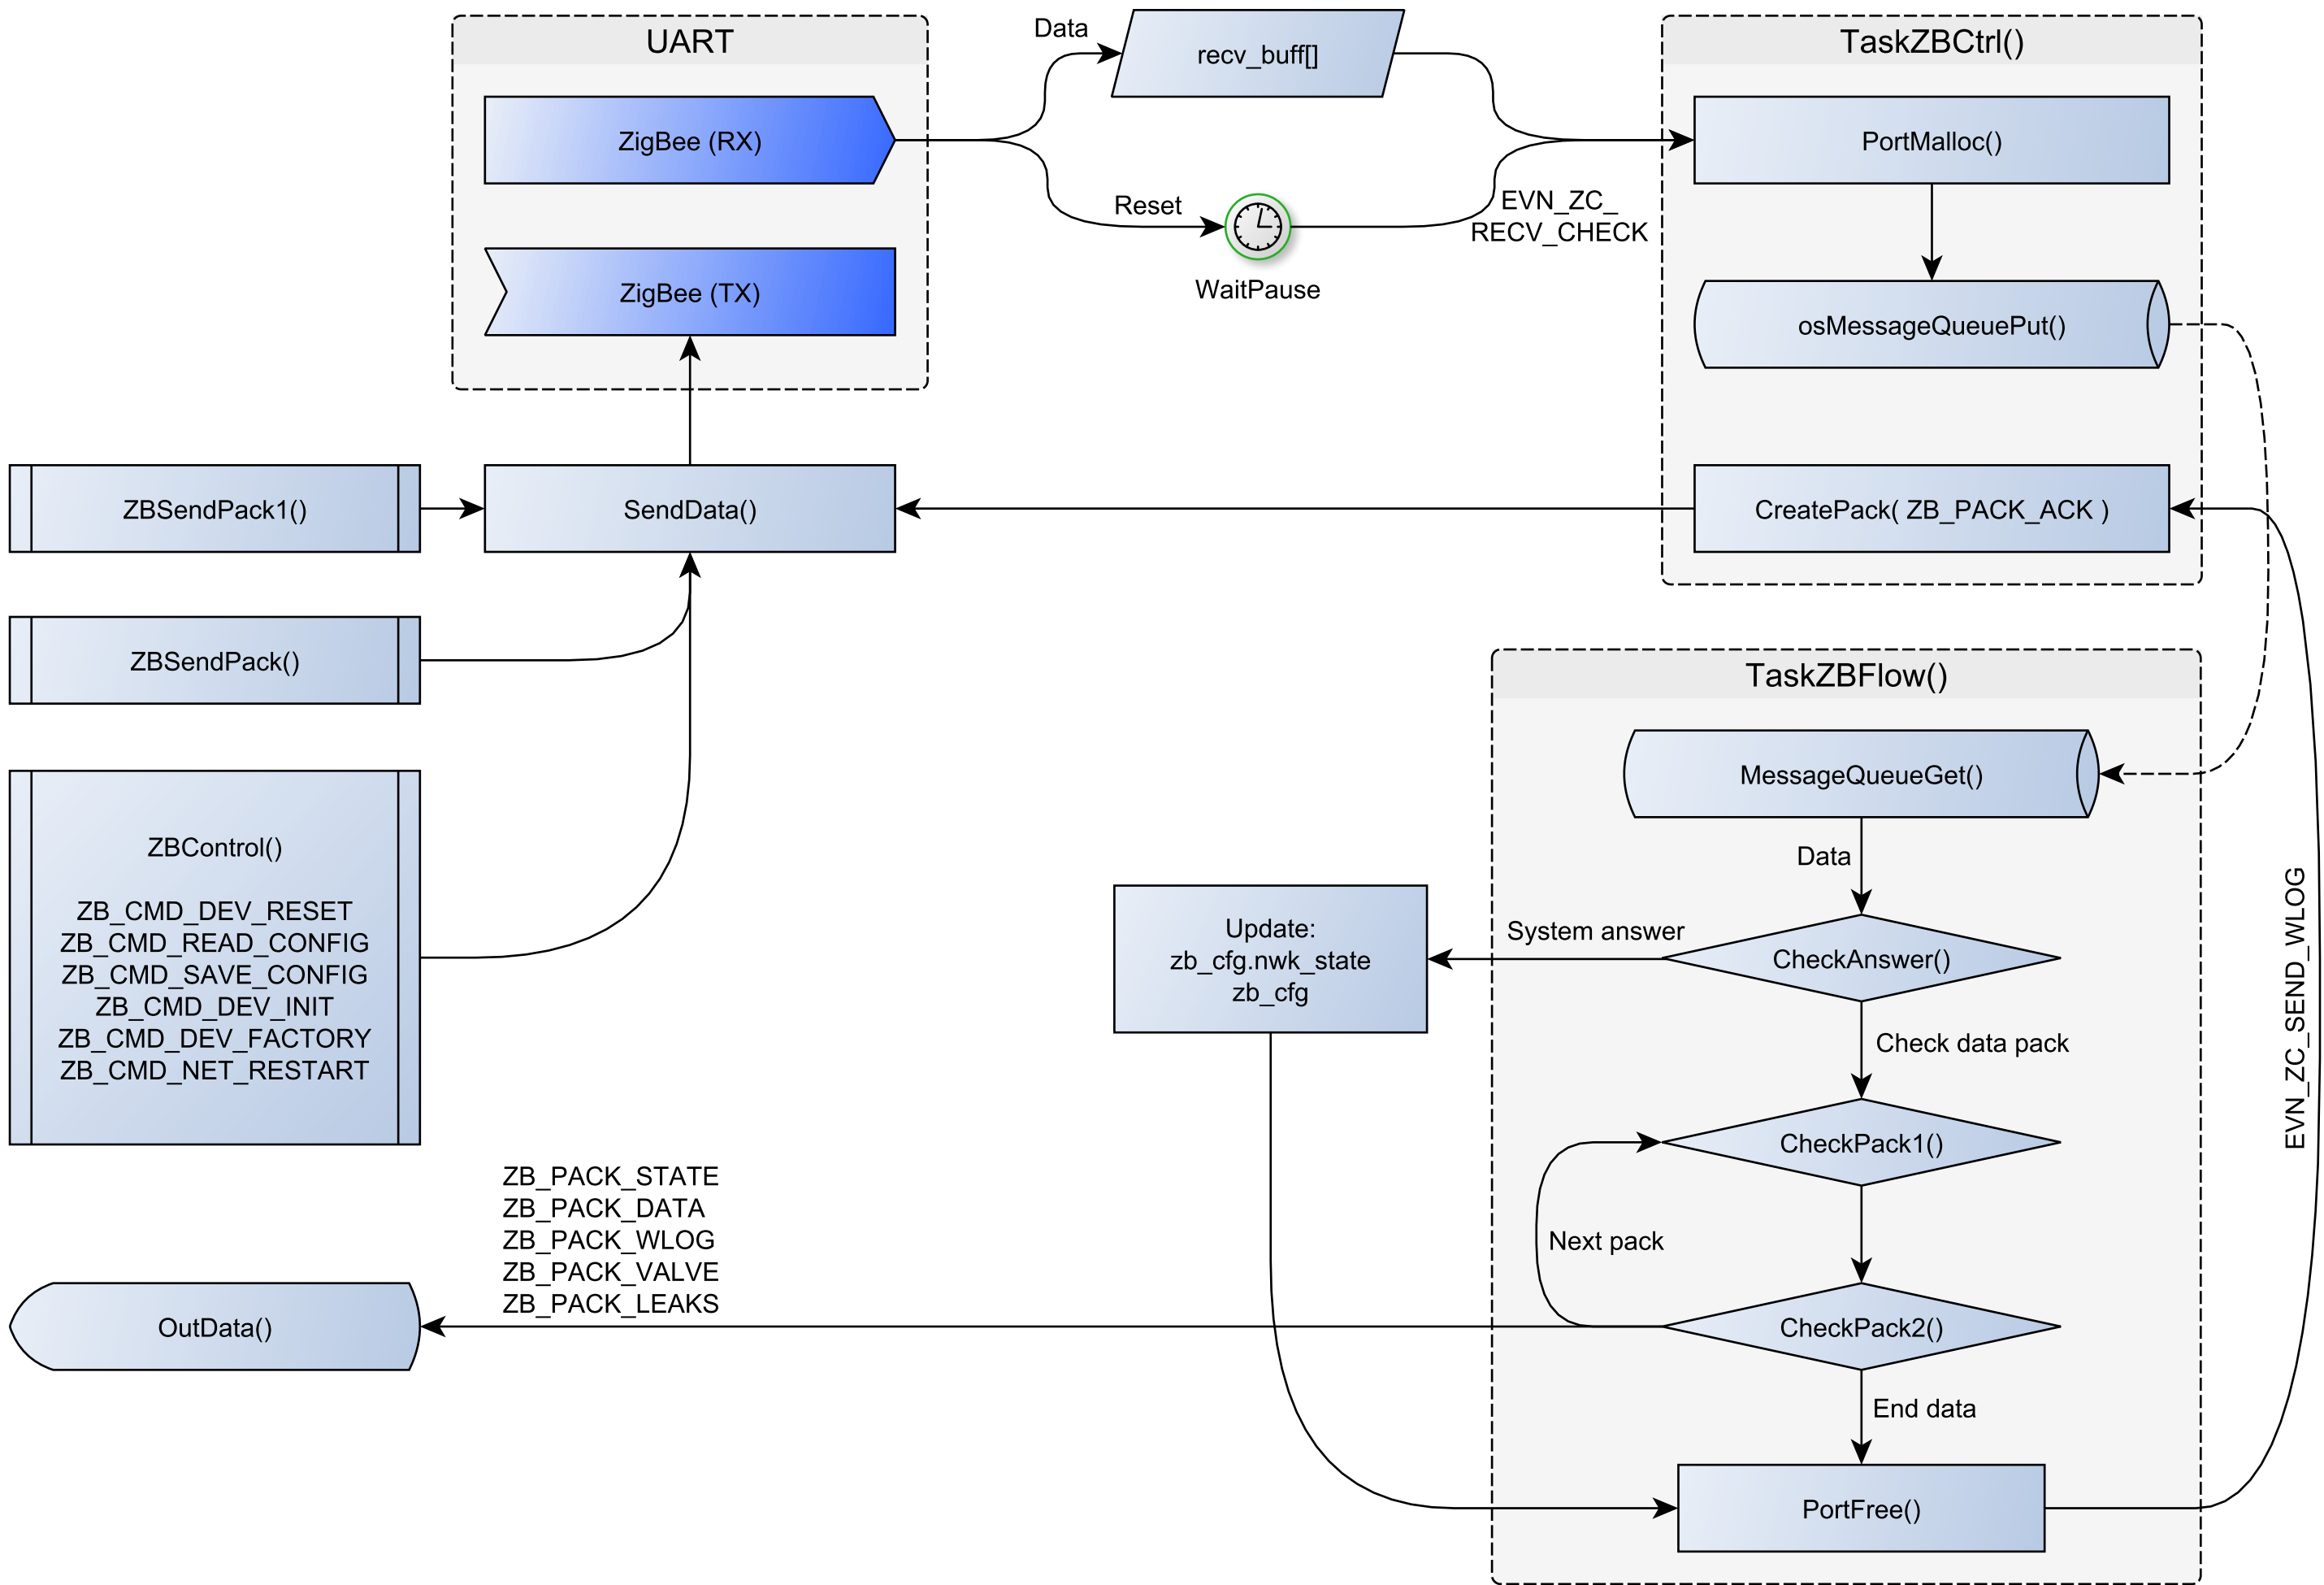 UART
ZigBee (RX)
ZigBee (TX)
Data
recv_buff[]
Reset
WaitPause
EVN_ZC_
RECV_CHECK
TaskZBCtrl()
PortMalloc()
osMessageQueuePut()
CreatePack( ZB_PACK_ACK )
ZBSendPack1()
SendData()
ZBSendPack()
ZBControl()
ZB_CMD_DEV_RESET
ZB_CMD_READ_CONFIG
ZB_CMD_SAVE_CONFIG
ZB_CMD_DEV_INIT
ZB_CMD_DEV_FACTORY
ZB_CMD_NET_RESTART
TaskZBFlow()
MessageQueueGet()
Data
CheckAnswer()
System answer
Update:
zb_cfg.nwk_state
zb_cfg
Check data pack
CheckPack1()
Next pack
CheckPack2()
End data
PortFree()
EVN_ZC_SEND_WLOG
ZB_PACK_STATE
ZB_PACK_DATA
ZB_PACK_WLOG
ZB_PACK_VALVE
ZB_PACK_LEAKS
OutData()